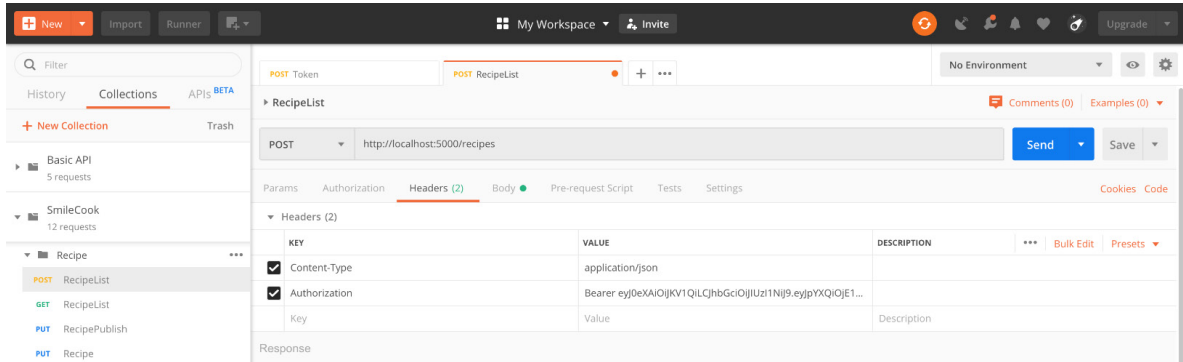 New Import Runner My Workspace Invite Upgrade
Filter
History Collections APIs BETA
+ New Collection Trash
Basic API
5 requests
SmileCook
12 requests
Recipe
POST RecipeList
GET RecipeList
PUT RecipePublish
PUT Recipe
POST Token POST RecipeList + ••• No Environment
RecipeList Comments (0) Examples (0)
POST http://localhost:5000/recipes Send Save
Params Authorization Headers (2) Body Pre-request Script Tests Settings Cookies Code
Headers (2)
KEY VALUE DESCRIPTION ••• Bulk Edit Presets
Content-Type application/json
Authorization Bearer eyJ0eXAiOiJKV1QiLCJhbGciOiJIUzI1NiJ9.eyJpYXQiOjE1...
Key Value Description
Response